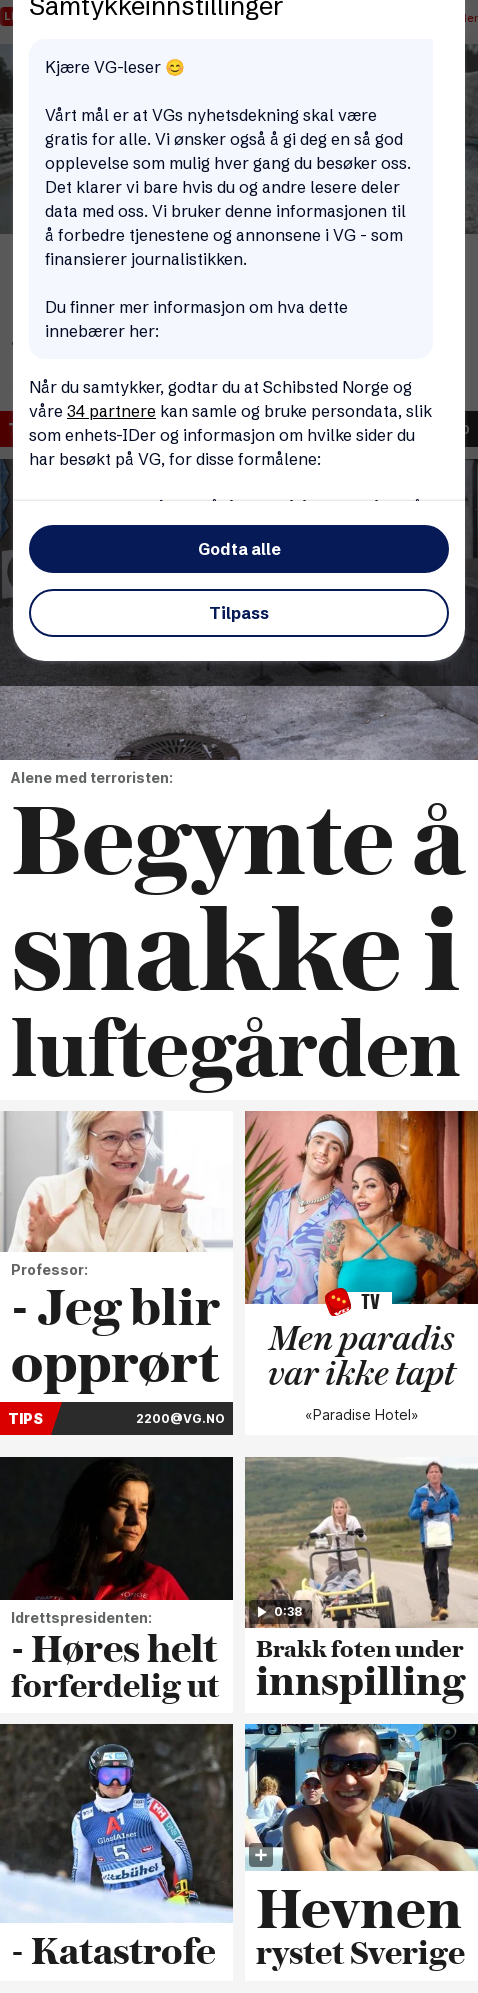 Samtykkeinnstillinger
Kjære VG-leser 😊
Vårt mål er at VGs nyhetsdekning skal være
gratis for alle. Vi ønsker også å gi deg en så god
opplevelse som mulig hver gang du besøker oss.
Det klarer vi bare hvis du og andre lesere deler
data med oss. Vi bruker denne informasjonen til
å forbedre tjenestene og annonsene i VG - som
finansierer journalistikken.
Du finner mer informasjon om hva dette
innebærer her:
Når du samtykker, godtar du at Schibsted Norge og
våre 34 partnere kan samle og bruke persondata, slik
som enhets-IDer og informasjon om hvilke sider du
har besøkt på VG, for disse formålene:
Godta alle
Tilpass
Alene med terroristen:
Begynte å
snakke i
luftegården
Professor:
- Jeg blir
opprørt
TIPS 2200@VG.NO
VG TV
Men paradis
var ikke tapt
«Paradise Hotel»
Idrettspresidenten:
- Høres helt
forferdelig ut
0:38
Brakk foten under
innspilling
5
- Katastrofe
+
Hevnen
rystet Sverige